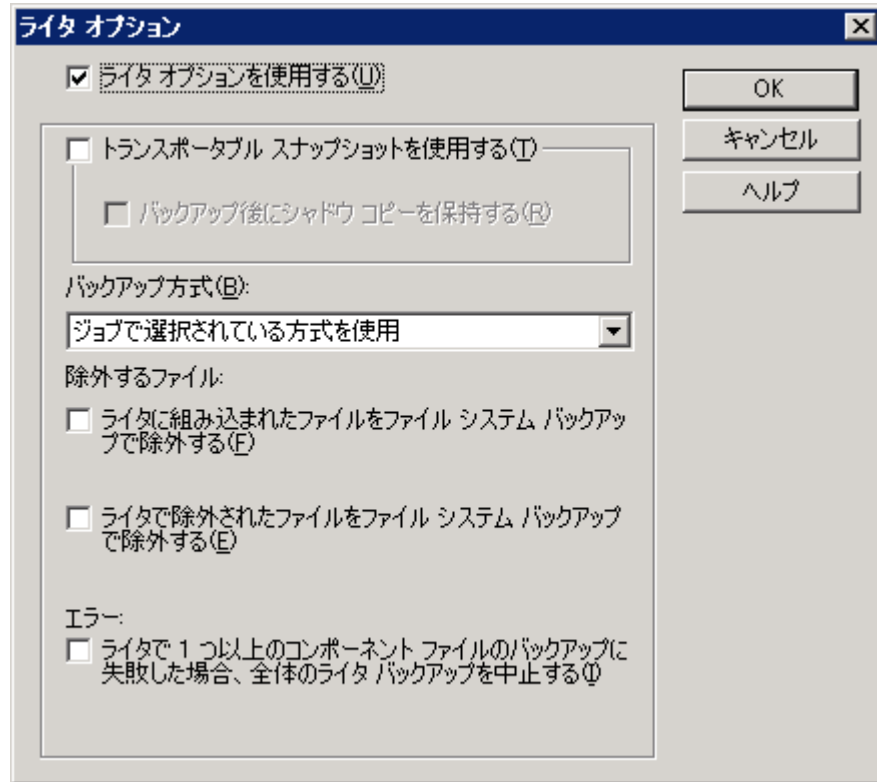 ライタ オプション
ライタ オプションを使用する(U)
OK
キャンセル
ヘルプ
トランスポータブル スナップショットを使用する(T)
バックアップ後にシャドウ コピーを保持する(R)
バックアップ方式(B):
ジョブで選択されている方式を使用
除外するファイル:
ライタに組み込まれたファイルをファイル システム バックアッ
プで除外する(F)
ライタで除外されたファイルをファイル システム バックアップ
で除外する(E)
エラー:
ライタで 1 つ以上のコンポーネント ファイルのバックアップに
失敗した場合、全体のライタ バックアップを中止する(I)